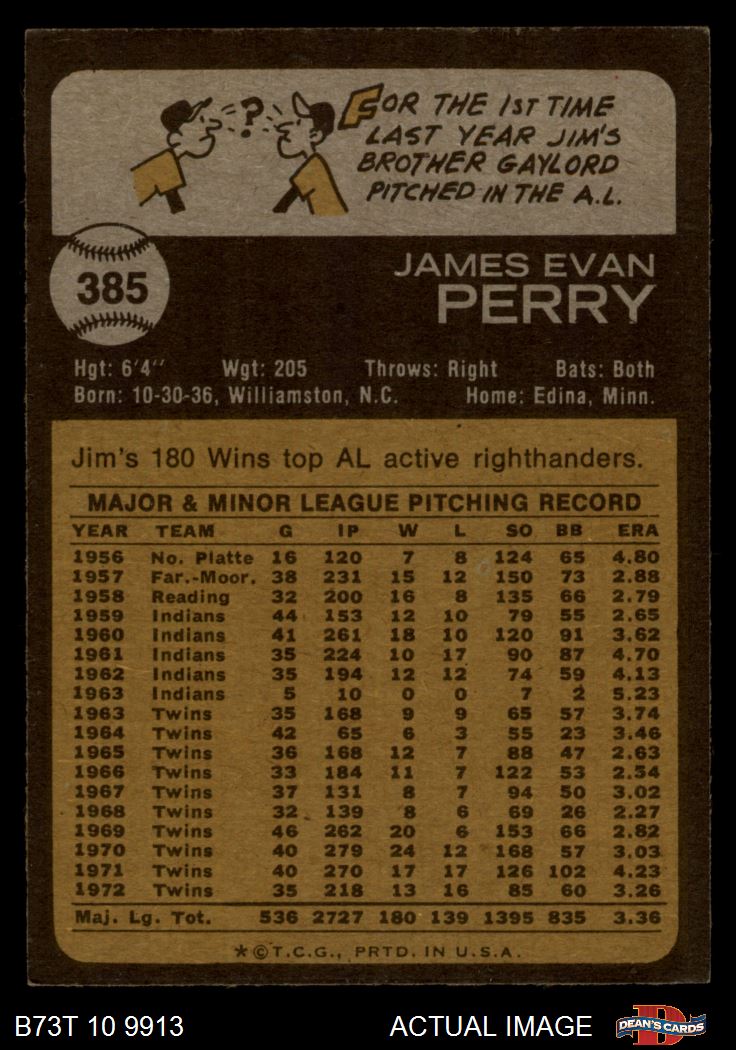 FOR THE 1ST TIME
LAST YEAR JIM'S
BROTHER GAYLORD
PITCHED IN THE A.L.
?
385
JAMES EVAN
PERRY
Hgt: 6'4'' Wgt: 205 Throws: Right Bats: Both
Born: 10-30-36, Williamston, N.C. Home: Edina, Minn.
Jim's 180 Wins top AL active righthanders.
MAJOR & MINOR LEAGUE PITCHING RECORD
YEAR TEAM G IP W L SO BB ERA
1956 No. Platte 16 120 7 8 124 65 4.80
1957 Far.-Moor. 38 231 15 12 150 73 2.88
1958 Reading 32 200 16 8 135 66 2.79
1959 Indians 44 153 12 10 79 55 2.65
1960 Indians 41 261 18 10 120 91 3.62
1961 Indians 35 224 10 17 90 87 4.70
1962 Indians 35 194 12 12 74 59 4.13
1963 Indians 5 10 0 0 7 2 5.23
1963 Twins 35 168 9 9 65 57 3.74
1964 Twins 42 65 6 3 55 23 3.46
1965 Twins 36 168 12 7 88 47 2.63
1966 Twins 33 184 11 7 122 53 2.54
1967 Twins 37 131 8 7 94 50 3.02
1968 Twins 32 139 8 6 69 26 2.27
1969 Twins 46 262 20 6 153 66 2.82
1970 Twins 40 279 24 12 168 57 3.03
1971 Twins 40 270 17 17 126 102 4.23
1972 Twins 35 218 13 16 85 60 3.26
Maj. Lg. Tot. 536 2727 180 139 1395 835 3.36
*©T.C.G., PRTD. IN U.S.A.
B73T 10 9913 ACTUAL IMAGE
D
DEAN'S CARDS